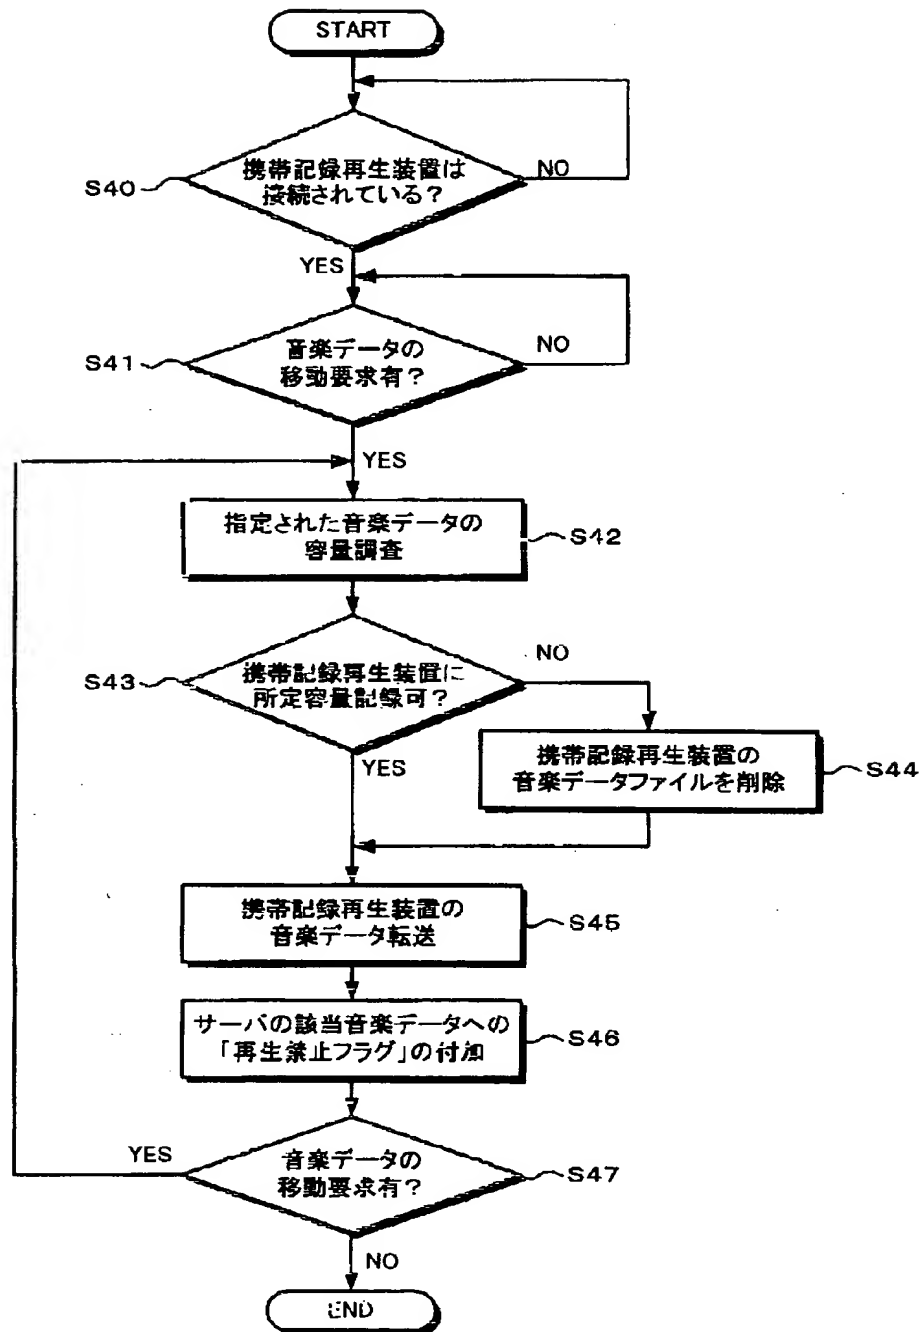 START
携帯記録再生装置は
接続されている?
S40
NO
YES
音楽データの
移動要求有?
S41
NO
YES
指定された音楽データの
容量調査
S42
携帯記録再生装置に
所定容量記録可?
S43
NO
YES
携帯記録再生装置の
音楽データファイルを削除
S44
携帯記録再生装置の
音楽データ転送
S45
サーバの該当音楽データへの
「再生禁止フラグ」の付加
S46
YES
音楽データの
移動要求有?
S47
NO
END